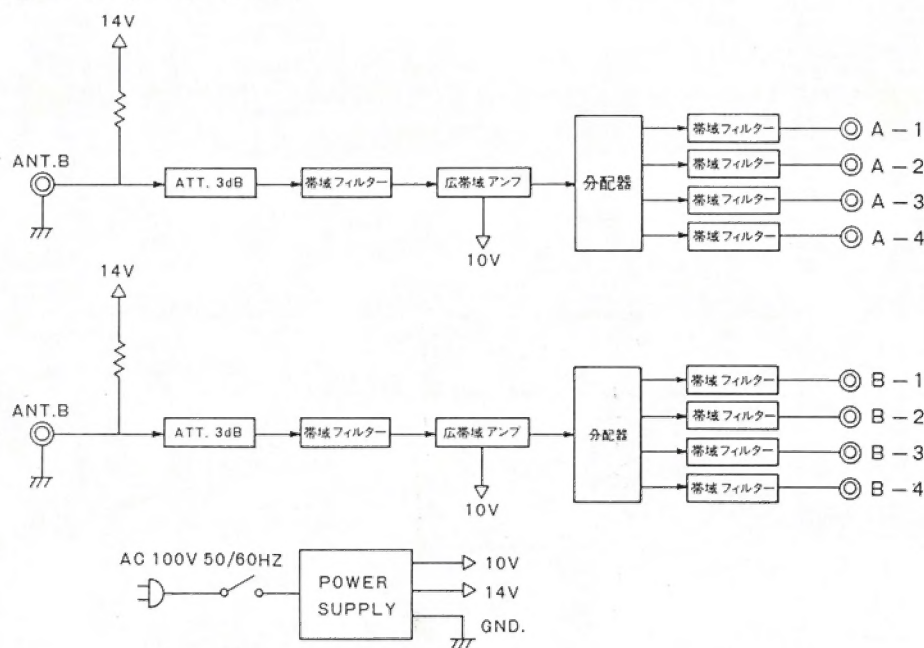 14V
ANT.B
ATT. 3dB
帯域フィルター
広帯域アンプ
10V
分配器
帯域フィルター
A-1
帯域フィルター
A-2
帯域フィルター
A-3
帯域フィルター
A-4
14V
ANT.B
ATT. 3dB
帯域フィルター
広帯域アンプ
10V
分配器
帯域フィルター
B-1
帯域フィルター
B-2
帯域フィルター
B-3
帯域フィルター
B-4
AC 100V 50/60HZ
POWER
SUPPLY
10V
14V
GND.